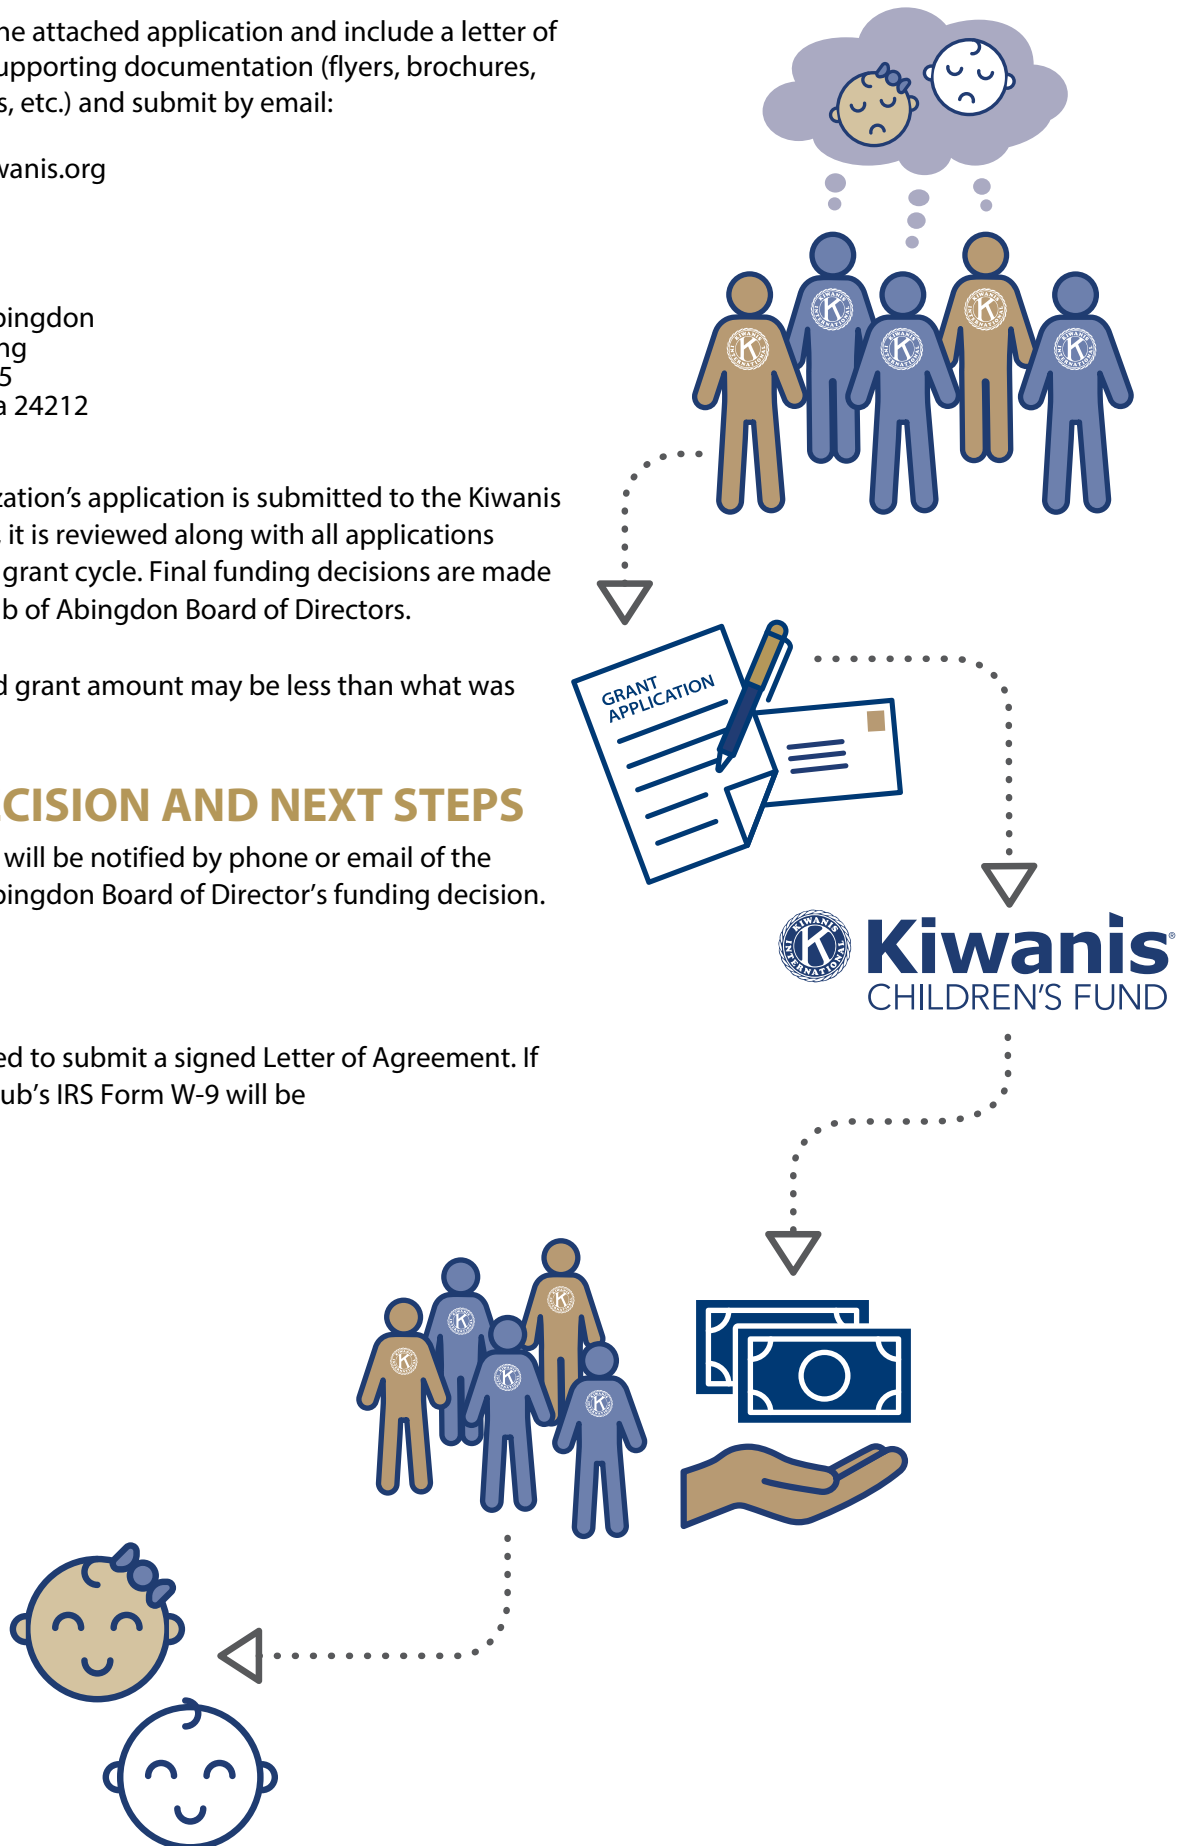 ne attached application and include a letter of
upporting documentation (flyers, brochures,
s, etc.) and submit by email:
wanis.org
bingdon
ng
5
a 24212
zation’s application is submitted to the Kiwanis
, it is reviewed along with all applications
grant cycle. Final funding decisions are made
b of Abingdon Board of Directors.
d grant amount may be less than what was
GRANT
APPLICATION
CISION AND NEXT STEPS
will be notified by phone or email of the
bingdon Board of Director’s funding decision.
KIWANIS
K
INTERNATIONAL
Kiwanis®
CHILDREN’S FUND
ed to submit a signed Letter of Agreement. If
ub’s IRS Form W-9 will be